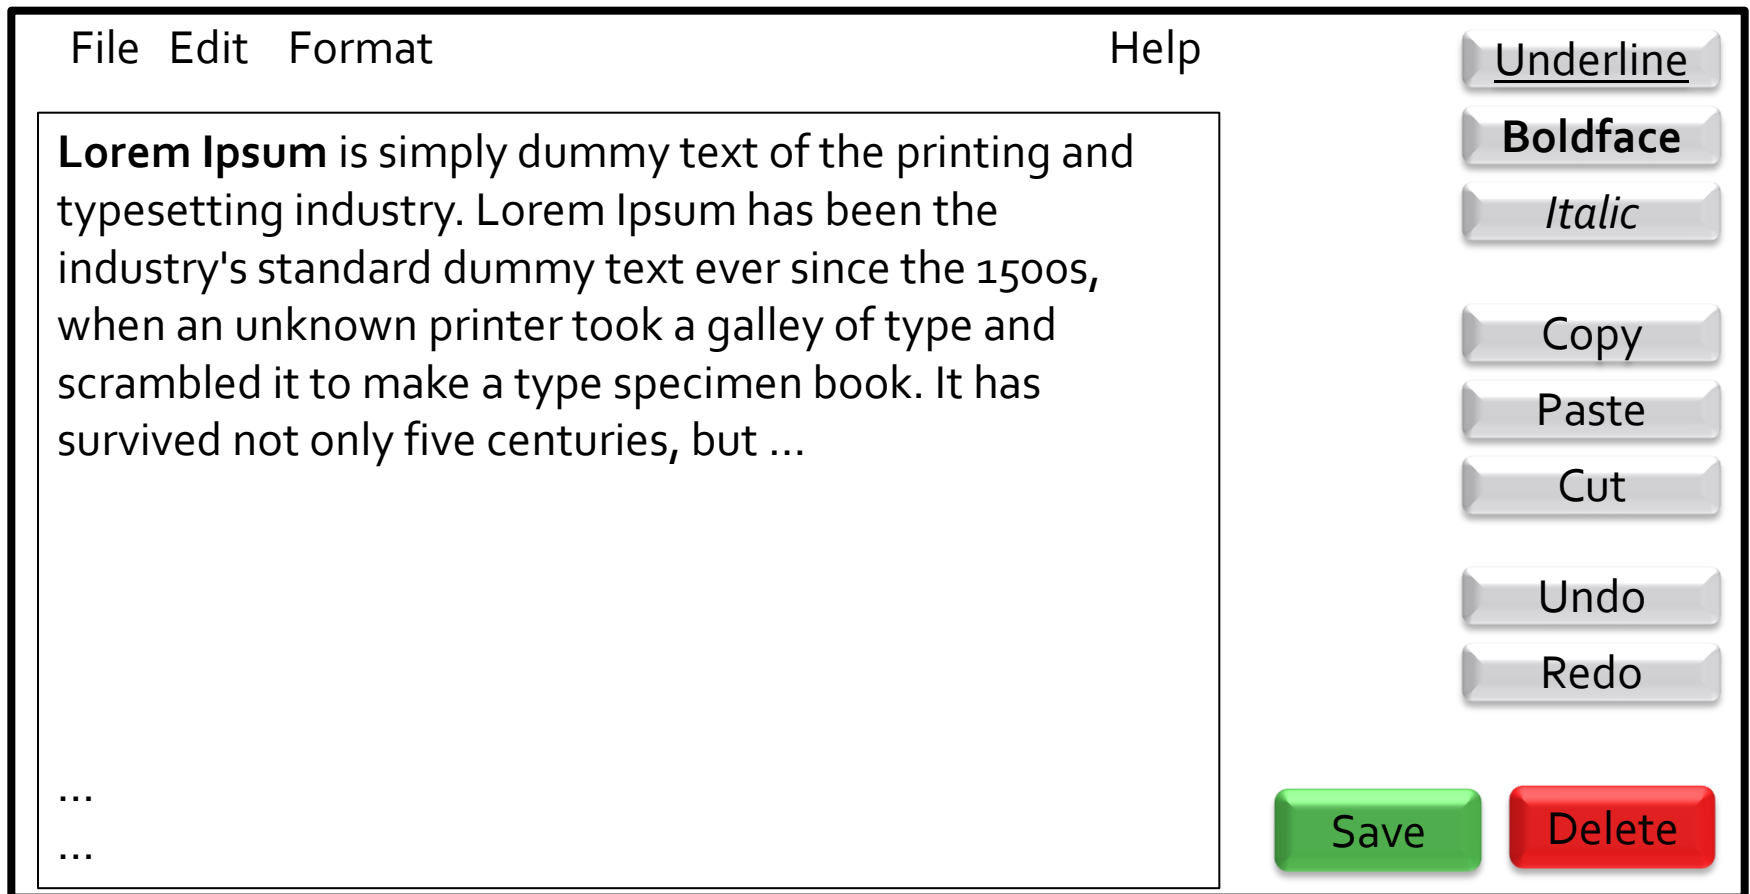 File Edit Format Help
Lorem Ipsum is simply dummy text of the printing and
typesetting industry. Lorem Ipsum has been the
industry's standard dummy text ever since the 1500s,
when an unknown printer took a galley of type and
scrambled it to make a type specimen book. It has
survived not only five centuries, but ...
...
...
Underline
Boldface
Italic
Copy
Paste
Cut
Undo
Redo
Save Delete